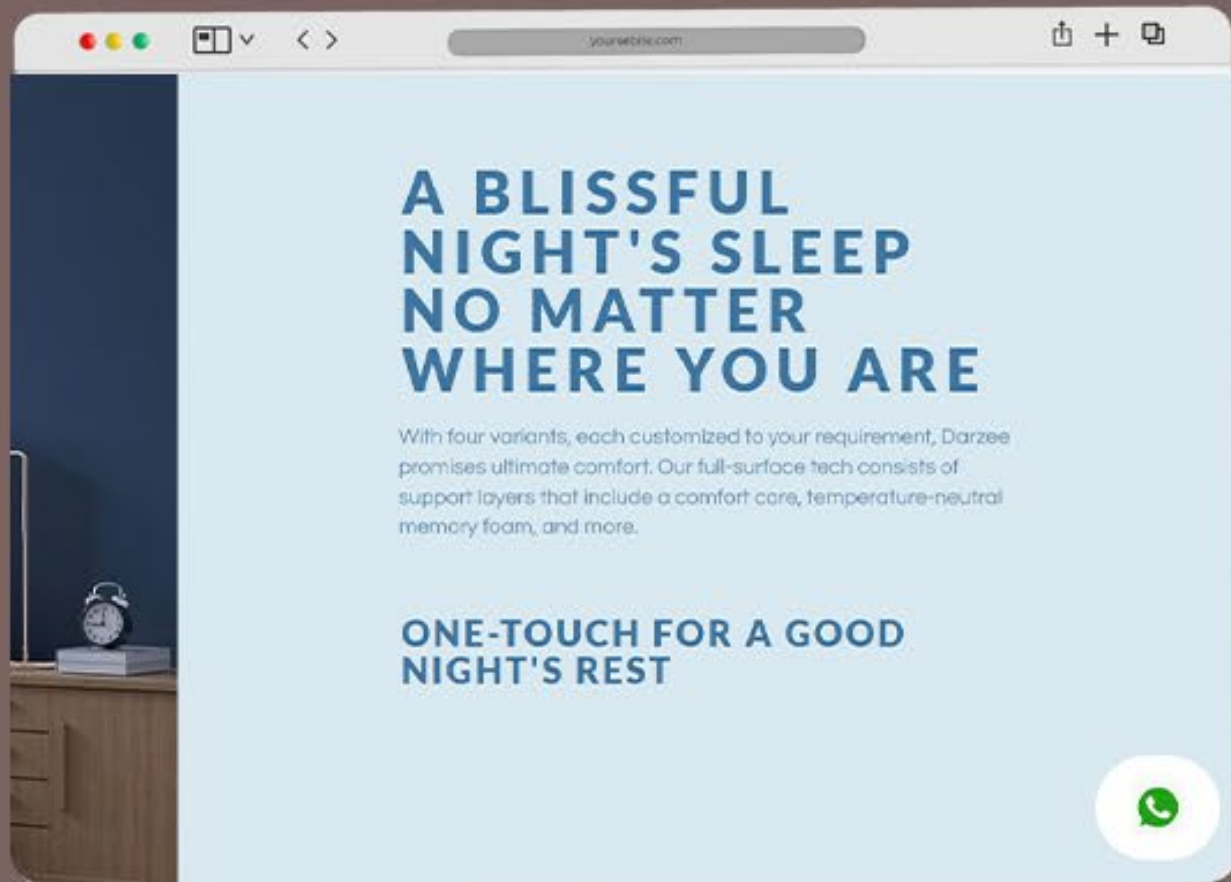 A BLISSFUL
NIGHT'S SLEEP
NO MATTER
WHERE YOU ARE
With four variants, each customized to your requirement, Darzee
promises ultimate comfort. Our full-surface tech consists of
support layers that include a comfort core, temperature-neutral
memory foam, and more.
ONE-TOUCH FOR A GOOD
NIGHT'S REST